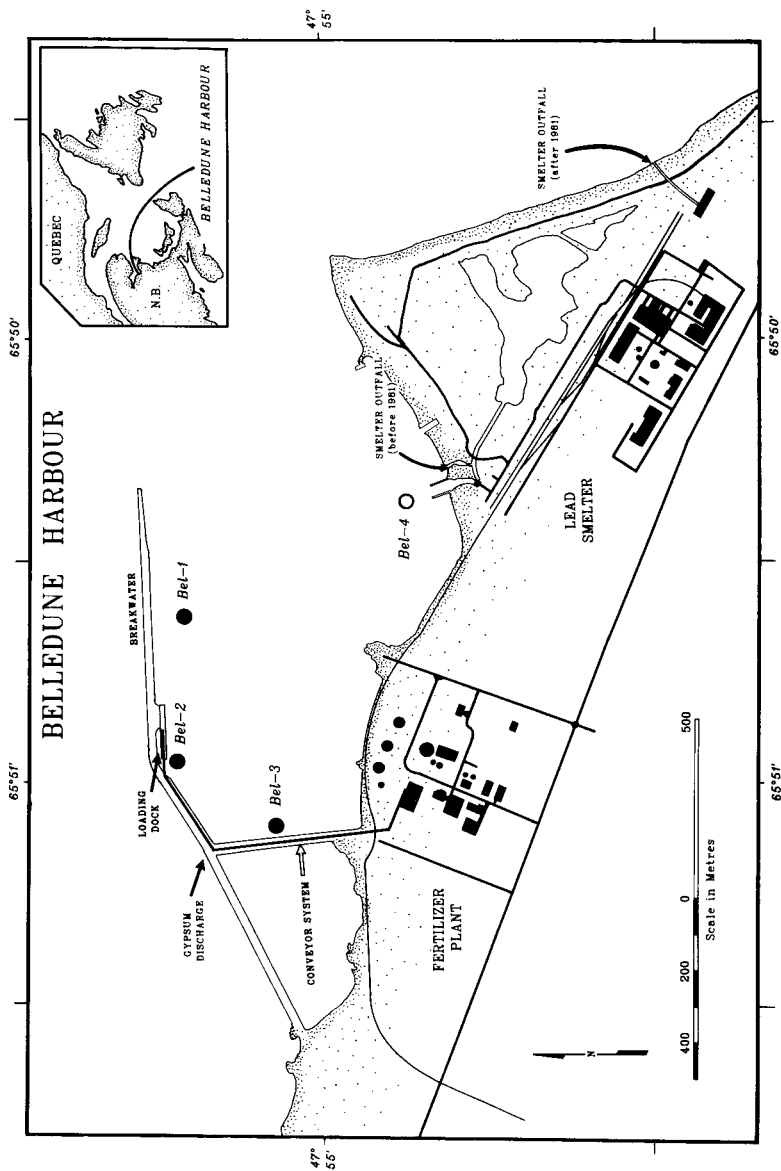 BELLEDUNE HARBOUR
47°
55'
QUEBEC
N.B.
BELLEDUNE HARBOUR
65°51'
65°50'
BREAKWATER
Bel-1
Bel-2
LOADING
DOCK
Bel-3
GYPSUM
DISCHARGE
CONVEYOR SYSTEM
Bel-4
SMELTER OUTFALL
(before 1981)
SMELTER OUTFALL
(after 1981)
FERTILIZER
PLANT
LEAD
SMELTER
N
400
200
0
500
Scale in Metres
65°51'
65°50'
47°
55'